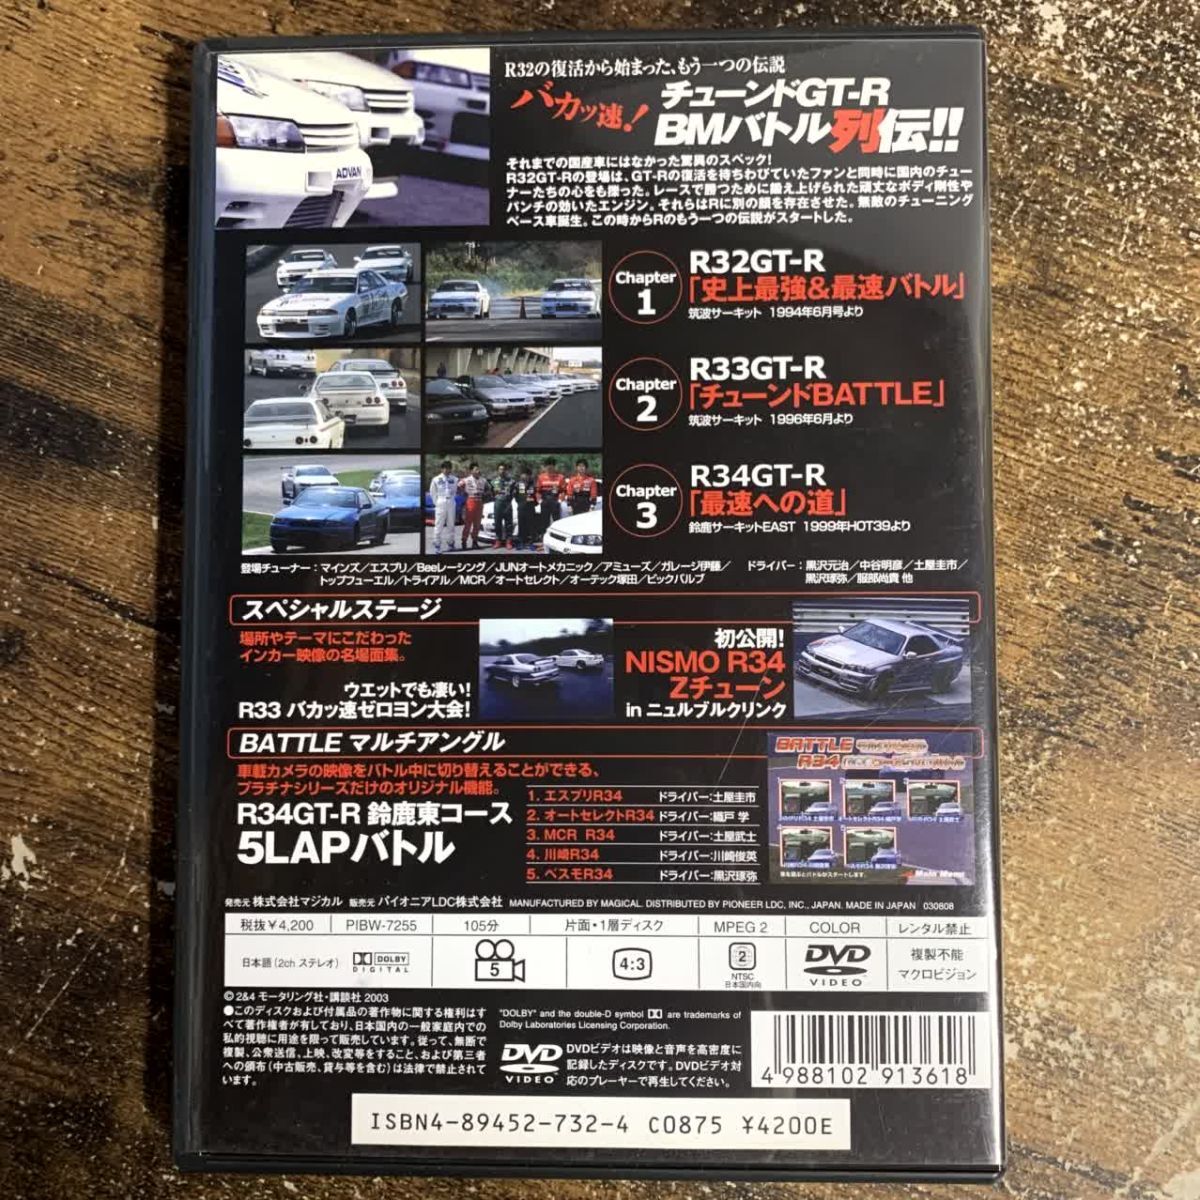 R32の復活から始まった、もう一つの伝説
バカッ速!
チューンドGT-R
BMバトル列伝!!
ADVAN
それまでの国産車にはなかった驚異のスペック!
R32GT-Rの登場は、GT-Rの復活を待ちわびていたファンと同時に国内のチュー
ナーたちの心をも揺った。レースで勝つために鍛え上げられた頑丈なボディ剛性や
パンチの効いたエンジン。それらはRに別の顔を存在させた。無敵のチューニング
ベース車誕生。この時からRのもう一つの伝説がスタートした。
Chapter
1
R32GT-R
「史上最強&最速バトル」
筑波サーキット 1994年6月号より
Chapter
2
R33GT-R
「チューンドBATTLE」
筑波サーキット 1996年6月より
Chapter
3
R34GT-R
「最速への道」
鈴鹿サーキットEAST 1999年HOT39より
登場チューナー:マインズ/エスプリ/Beeレーシング/JUNオートメカニック/アミューズ/ガレージ伊藤/
トップフューエル/トライアル/MCR/オートセレクト/オーテック塚田/ビックバルブ
ドライバー:黒沢元治/中谷明彦/土屋圭市/
黒沢琢弥/服部尚貴 他
スペシャルステージ
場所やテーマにこだわった
インカー映像の名場面集。
ウエットでも凄い!
R33 バカッ速ゼロヨン大会!
初公開!
NISMO R34
Zチューン
in ニュルブルクリンク
BATTLE マルチアングル
車載カメラの映像をバトル中に切り替えることができる、
プラチナシリーズだけのオリジナル機能。
R34GT-R 鈴鹿東コース
5LAPバトル
1. エスプリR34 ドライバー:土屋圭市
2. オートセレクトR34 ドライバー:織戸 学
3. MCR R34 ドライバー:土屋武士
4. 川崎R34 ドライバー:川崎俊英
5. ベスモR34 ドライバー:黒沢琢弥
BATTLE
R34
Main Menu
発売元 株式会社マジカル 販売元 パイオニアLDC株式会社 MANUFACTURED BY MAGICAL. DISTRIBUTED BY PIONEER LDC, INC., JAPAN. MADE IN JAPAN 030808
税抜¥4,200 PIBW-7255 105分 片面・1層ディスク MPEG 2 COLOR レンタル禁止
日本語(2ch ステレオ) DOLBY DIGITAL 5 4:3 2 NTSC 日本国内向 DVD VIDEO 複製不能 マクロビジョン
© 2&4 モータリング社・講談社 2003
●このディスクおよび付属品の著作物に関する権利はす
べて著作権者が有しており、日本国内の一般家庭内での
私的視聴に用途を限って販売しています。従って、無断で
複製、公衆送信、上映、改変等をすること、および第三者
への頒布(中古販売、貸与等を含む)は法律で禁止されて
います。
"DOLBY" and the double-D symbol are trademarks of
Dolby Laboratories Licensing Corporation.
DVD VIDEO
DVDビデオは映像と音声を高密度に
記録したディスクです。DVDビデオ対
応のプレーヤーで再生してください。
4 988102 913618
ISBN4-89452-732-4 C0875 ¥4200E